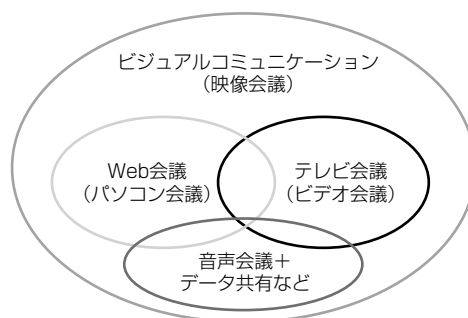 ビジュアルコミュニケーション
（映像会議）
Web会議
（パソコン会議）
テレビ会議
（ビデオ会議）
音声会議＋
データ共有など